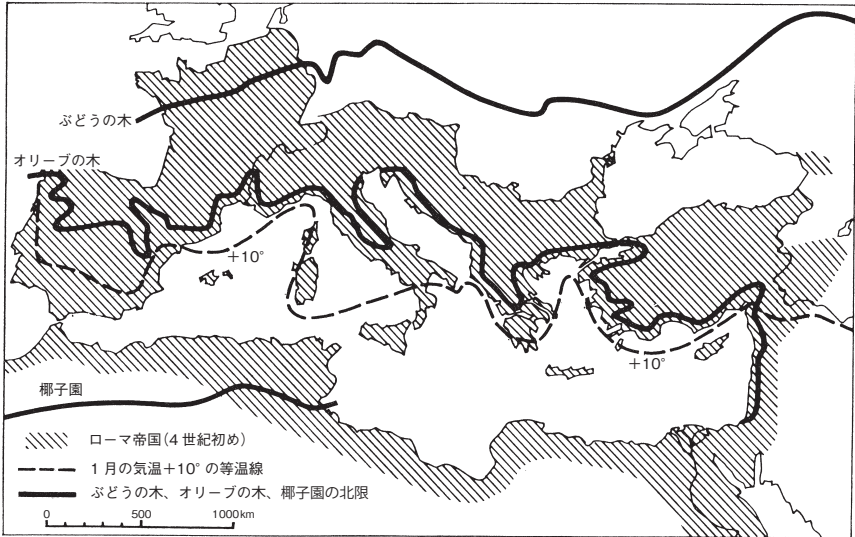 ぶどうの木
オリーブの木
+10°
+10°
椰子園
ローマ帝国(4世紀初め)
1月の気温+10°の等温線
ぶどうの木、オリーブの木、椰子園の北限
0 500 1000km